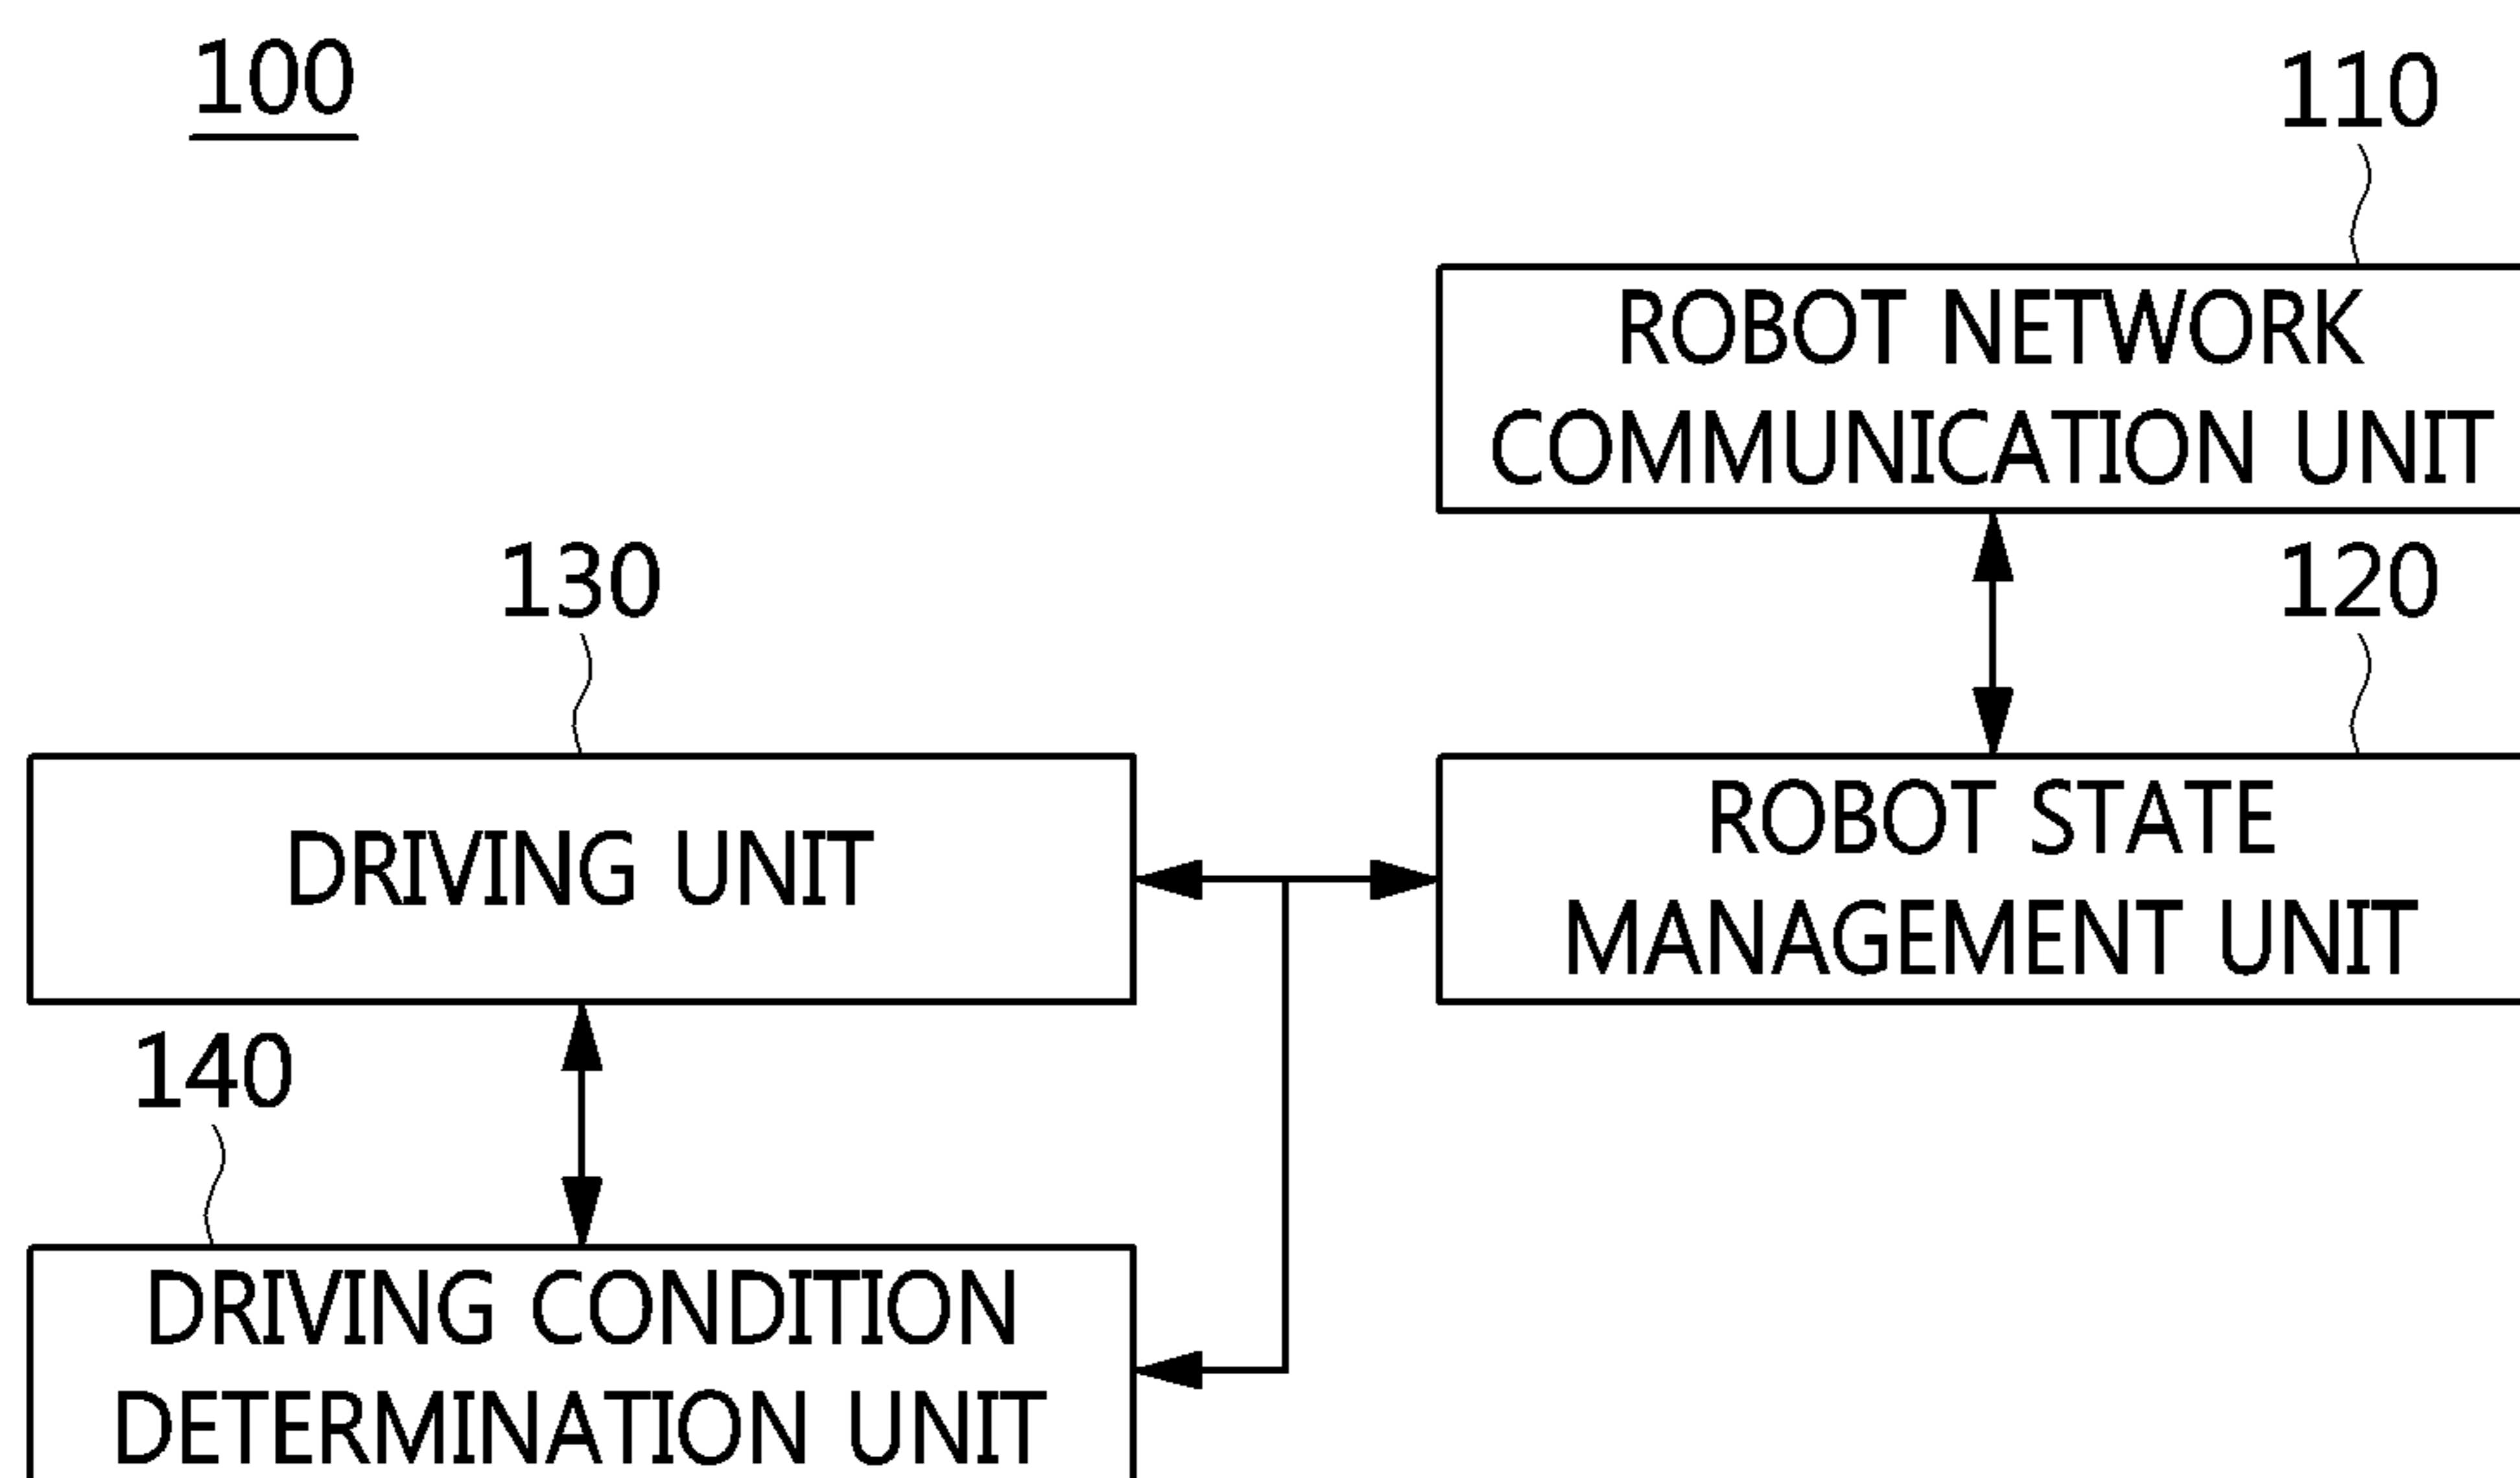 100
110
ROBOT NETWORK
COMMUNICATION UNIT
130
120
DRIVING UNIT
ROBOT STATE
MANAGEMENT UNIT
140
DRIVING CONDITION
DETERMINATION UNIT